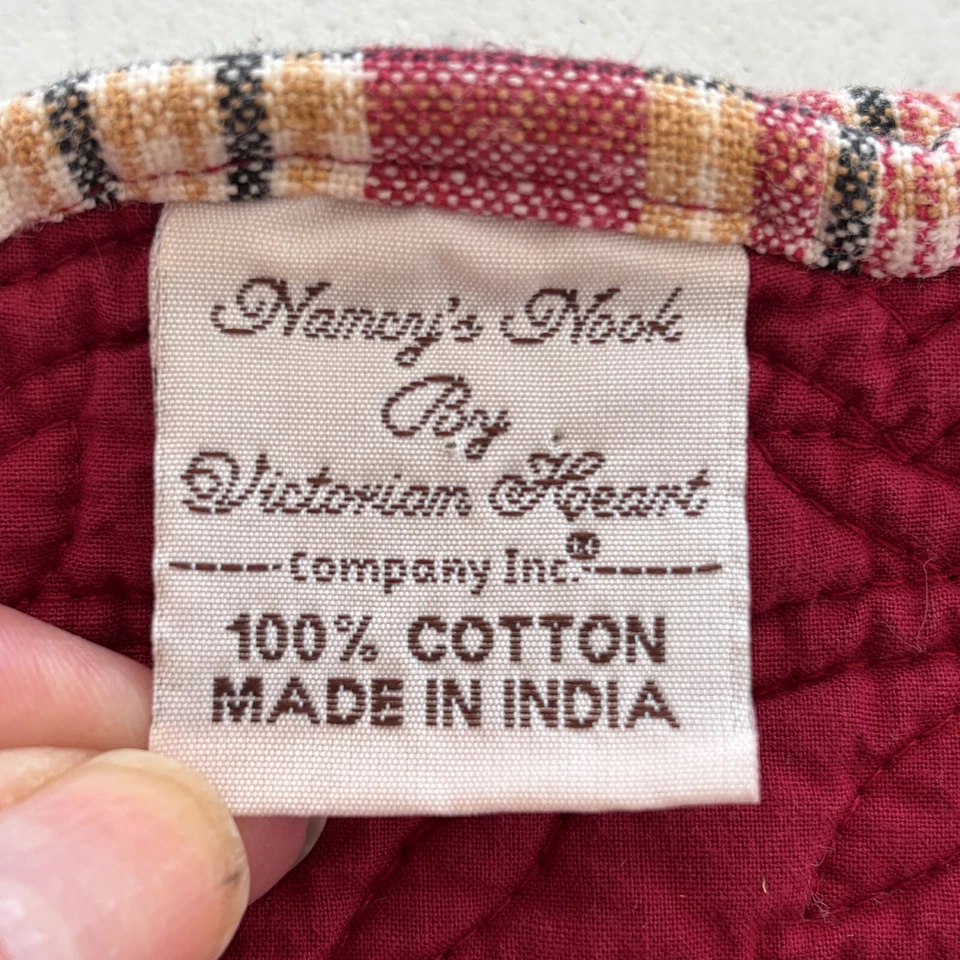 Nancy's Nook
By
Victorian Heart
Company Inc.®
100% COTTON
MADE IN INDIA